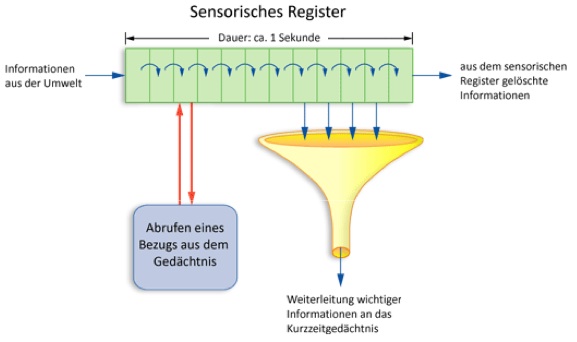 Sensorisches Register
Dauer: ca. 1 Sekunde
Informationen
aus der Umwelt
aus dem sensorischen
Register gelöschte
Informationen
Abrufen eines
Bezugs aus dem
Gedächtnis
Weiterleitung wichtiger
Informationen an das
Kurzzeitgedächtnis